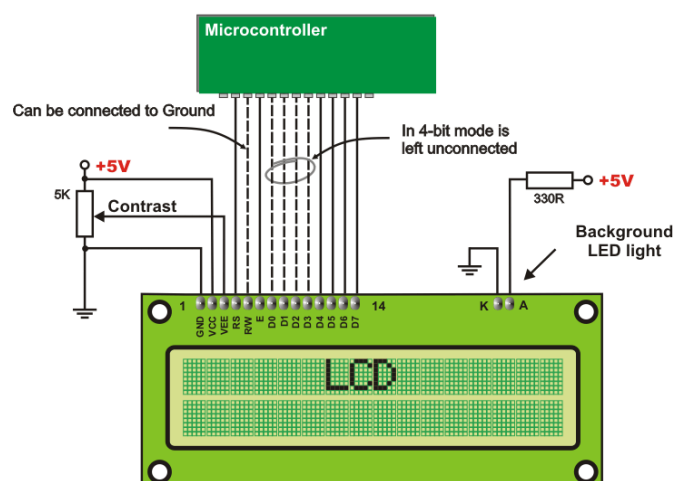 Microcontroller
Can be connected to Ground
In 4-bit mode is
left unconnected
+5V
5K
Contrast
330R
+5V
Background
LED light
1
14
K
A
GND
VCC
VEE
RS
R/W
E
D0
D1
D2
D3
D4
D5
D6
D7
LCD